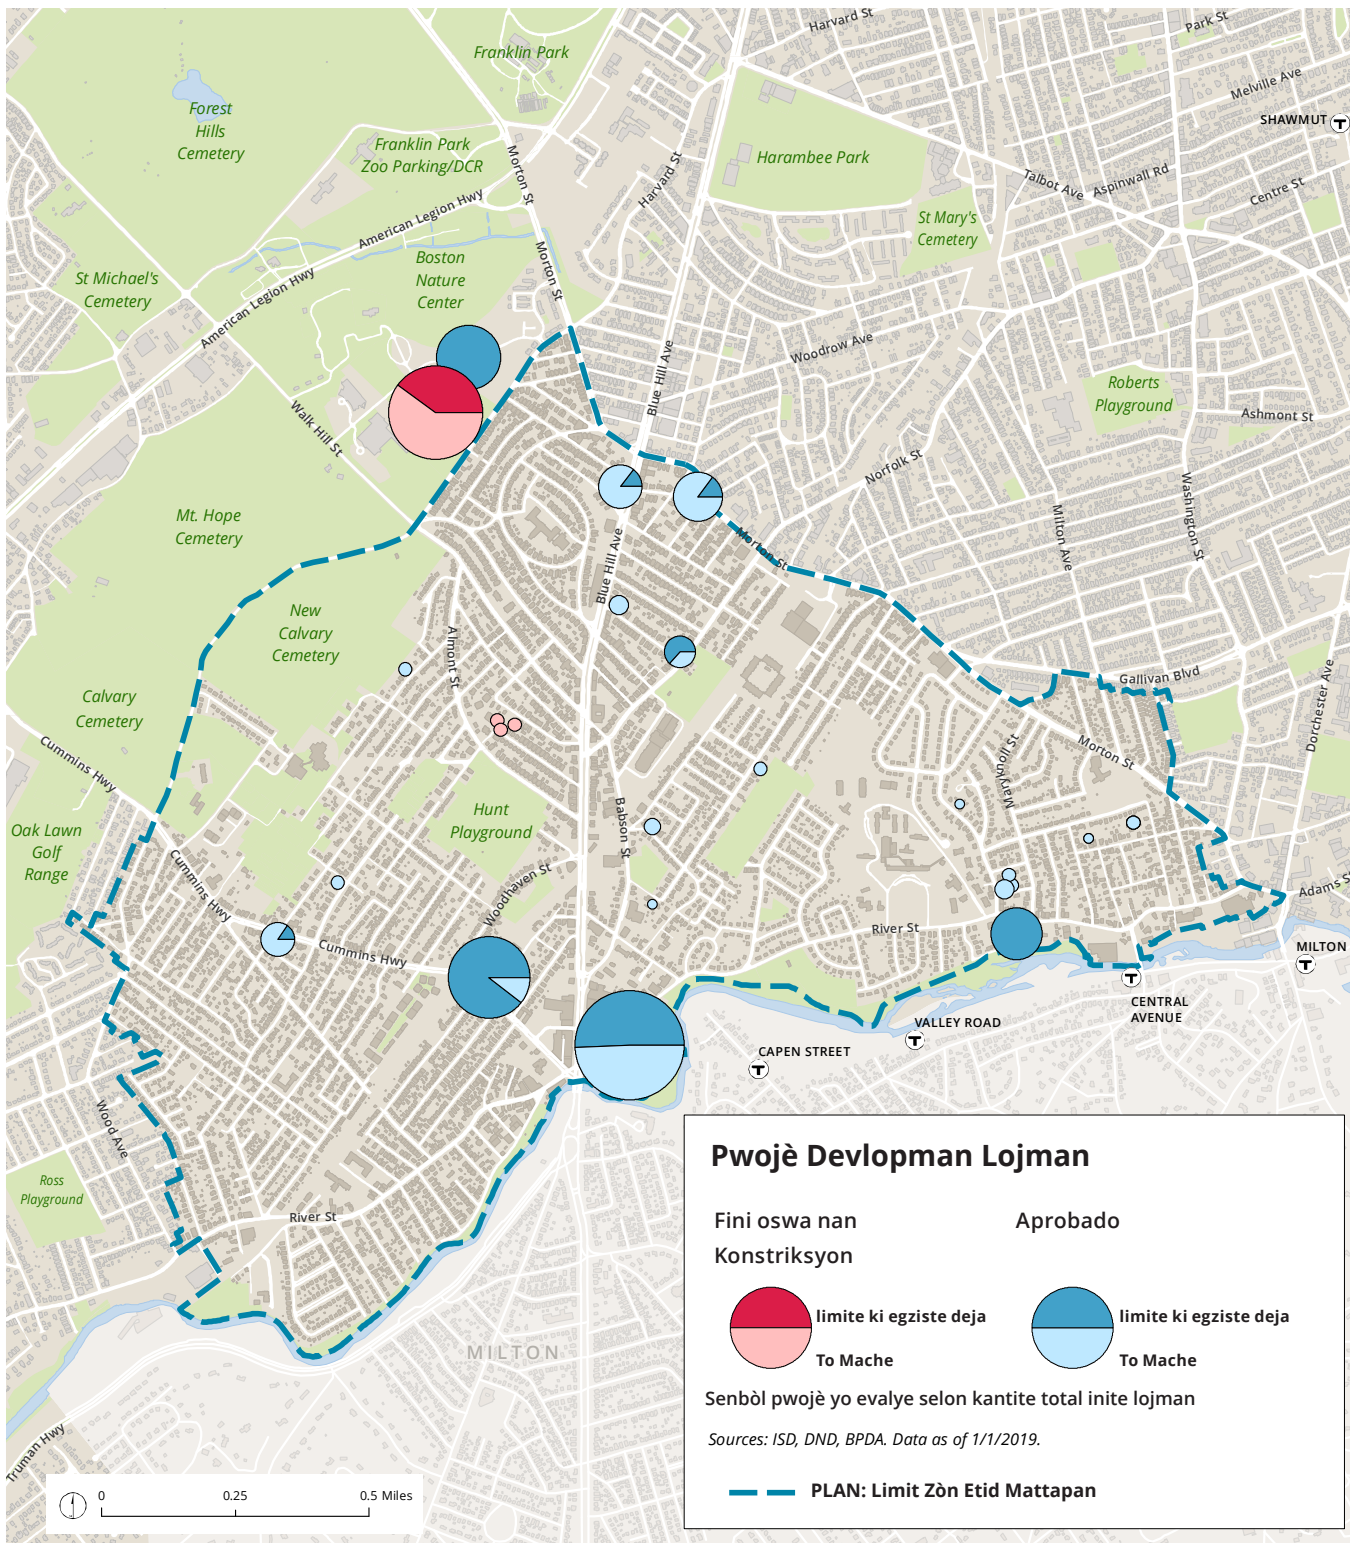 Harvard St
Park St
Franklin Park
Melville Ave
Forest
Hills
Cemetery
SHAWMUT
T
Franklin Park
Zoo Parking/DCR
Morton St
Harvard St
Harambee Park
Talbot Ave
Aspinwall Rd
Centre St
American Legion Hwy
St Mary's
Cemetery
Morton St
Boston
Nature
Center
St Michael's
Cemetery
American Legion Hwy
Woodrow Ave
Blue Hill Ave
Roberts
Playground
Walk Hill St
Ashmont St
Norfolk St
Mt. Hope
Cemetery
Washington St
Milton Ave
Morton St
Blue Hill Ave
New
Calvary
Cemetery
Almont St
Gallivan Blvd
Dorchester Ave
Calvary
Cemetery
Cummins Hwy
Maryknoll St
Morton St
Hunt
Playground
Babson St
Oak Lawn
Golf
Range
Cummins Hwy
Woodhaven St
Adams St
River St
Cummins Hwy
MILTON
T
T
CENTRAL
AVENUE
VALLEY ROAD
T
CAPEN STREET
T
Wood Ave
Ross
Playground
River St
MILTON
Truman Hwy
Pwojè Devlopman Lojman
Fini oswa nan
Konstriksyon
Aprobado
limite ki egziste deja
To Mache
limite ki egziste deja
To Mache
Senbòl pwojè yo evalye selon kantite total inite lojman
Sources: ISD, DND, BPDA. Data as of 1/1/2019.
PLAN: Limit Zòn Etid Mattapan
0 0.25 0.5 Miles